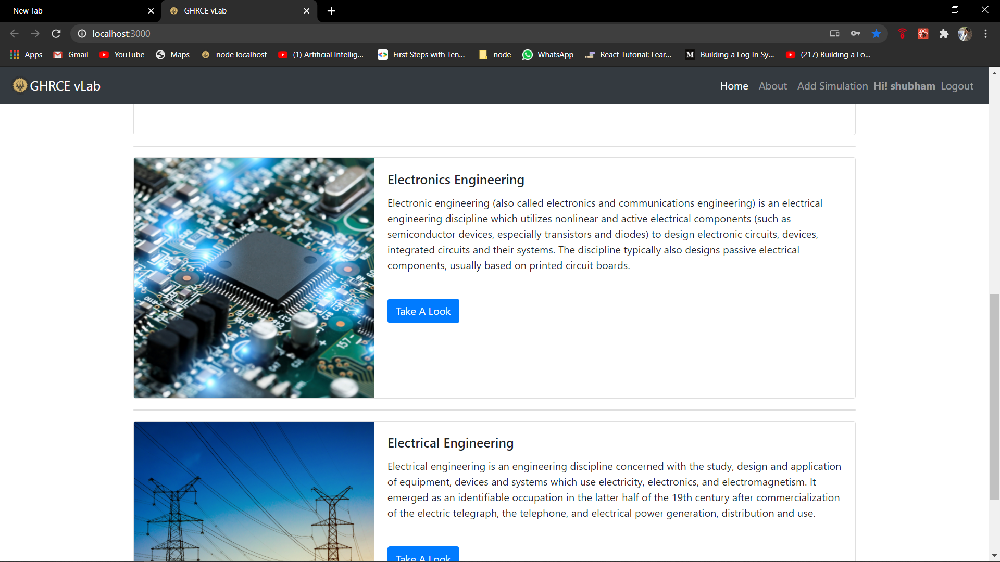 New Tab
GHRCE vLab
localhost:3000
Apps
Gmail
YouTube
Maps
node localhost
(1) Artificial Intellig...
First Steps with Ten...
node
WhatsApp
React Tutorial: Lear...
M
Building a Log In Sy...
(217) Building a Lo...
GHRCE vLab
Home
About
Add Simulation
Hi! shubham
Logout
Electronics Engineering
Electronic engineering (also called electronics and communications engineering) is an electrical
engineering discipline which utilizes nonlinear and active electrical components (such as
semiconductor devices, especially transistors and diodes) to design electronic circuits, devices,
integrated circuits and their systems. The discipline typically also designs passive electrical
components, usually based on printed circuit boards.
Take A Look
157-
C47
Electrical Engineering
Electrical engineering is an engineering discipline concerned with the study, design and application
of equipment, devices and systems which use electricity, electronics, and electromagnetism. It
emerged as an identifiable occupation in the latter half of the 19th century after commercialization
of the electric telegraph, the telephone, and electrical power generation, distribution and use.
Take A Look